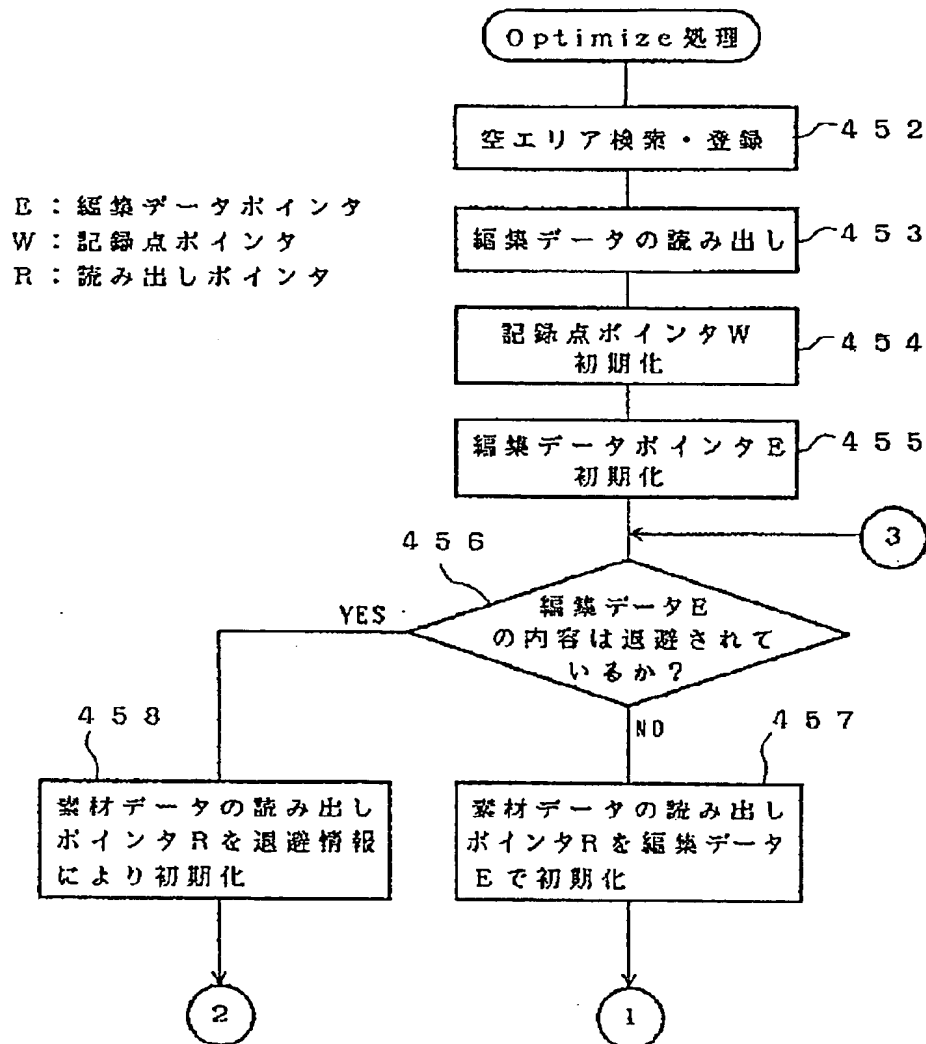 Optimize処理
空エリア検索・登録
452
E:編集データポインタ
W:記録点ポインタ
R:読み出しポインタ
編集データの読み出し
453
記録点ポインタW
初期化
454
編集データポインタE
初期化
455
3
456
編集データE
の内容は退避されて
いるか?
YES
NO
458
素材データの読み出し
ポインタRを退避情報
により初期化
457
素材データの読み出し
ポインタRを編集データ
Eで初期化
2
1